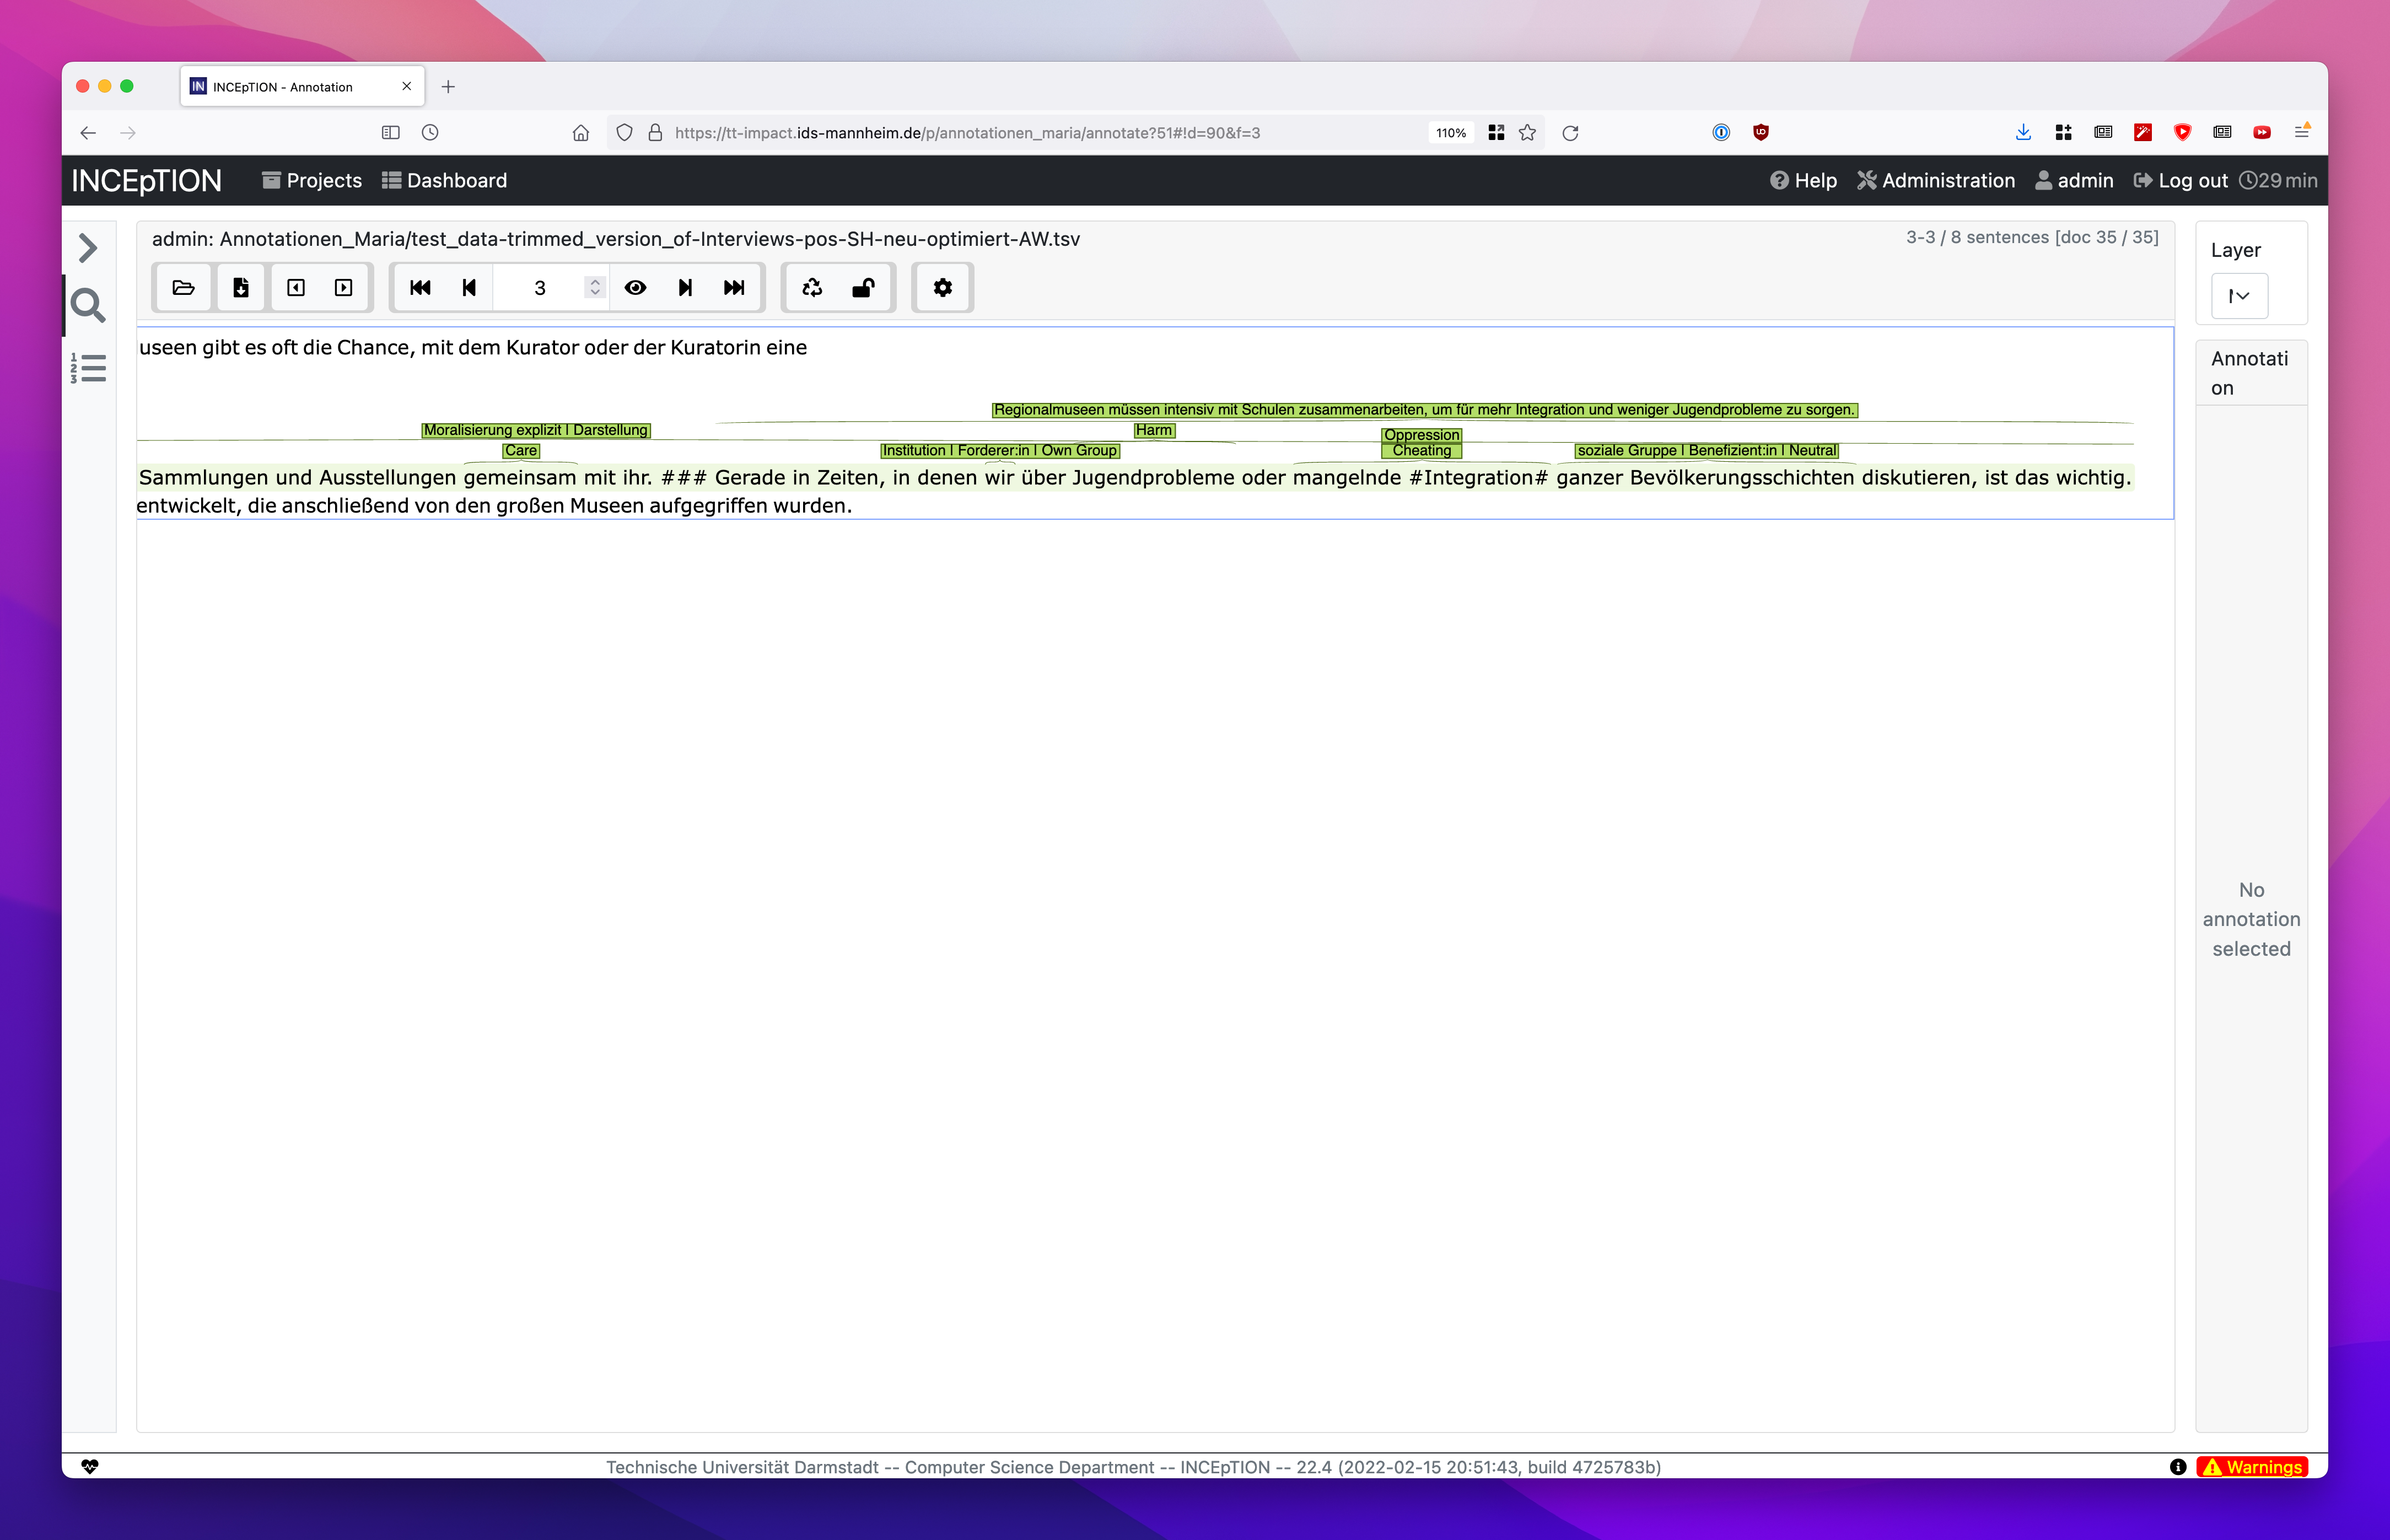 INCEpTION - Annotation
https://tt-impact.ids-mannheim.de/p/annotationen_maria/annotate?51#!d=90&f=3
110%
INCEpTION Projects Dashboard Help Administration admin Log out 29 min
admin: Annotationen_Maria/test_data-trimmed_version_of-Interviews-pos-SH-neu-optimiert-AW.tsv
3-3 / 8 sentences [doc 35 / 35]
3
Layer
Annotati
on
useen gibt es oft die Chance, mit dem Kurator oder der Kuratorin eine
Regionalmuseen müssen intensiv mit Schulen zusammenarbeiten, um für mehr Integration und weniger Jugendprobleme zu sorgen.
Moralisierung explizit | Darstellung
Harm
Oppression
Care
Institution | Forderer:in | Own Group
Cheating
soziale Gruppe | Benefizient:in | Neutral
Sammlungen und Ausstellungen gemeinsam mit ihr. ### Gerade in Zeiten, in denen wir über Jugendprobleme oder mangelnde #Integration# ganzer Bevölkerungsschichten diskutieren, ist das wichtig.
entwickelt, die anschließend von den großen Museen aufgegriffen wurden.
No
annotation
selected
Technische Universität Darmstadt -- Computer Science Department -- INCEpTION -- 22.4 (2022-02-15 20:51:43, build 4725783b)
Warnings